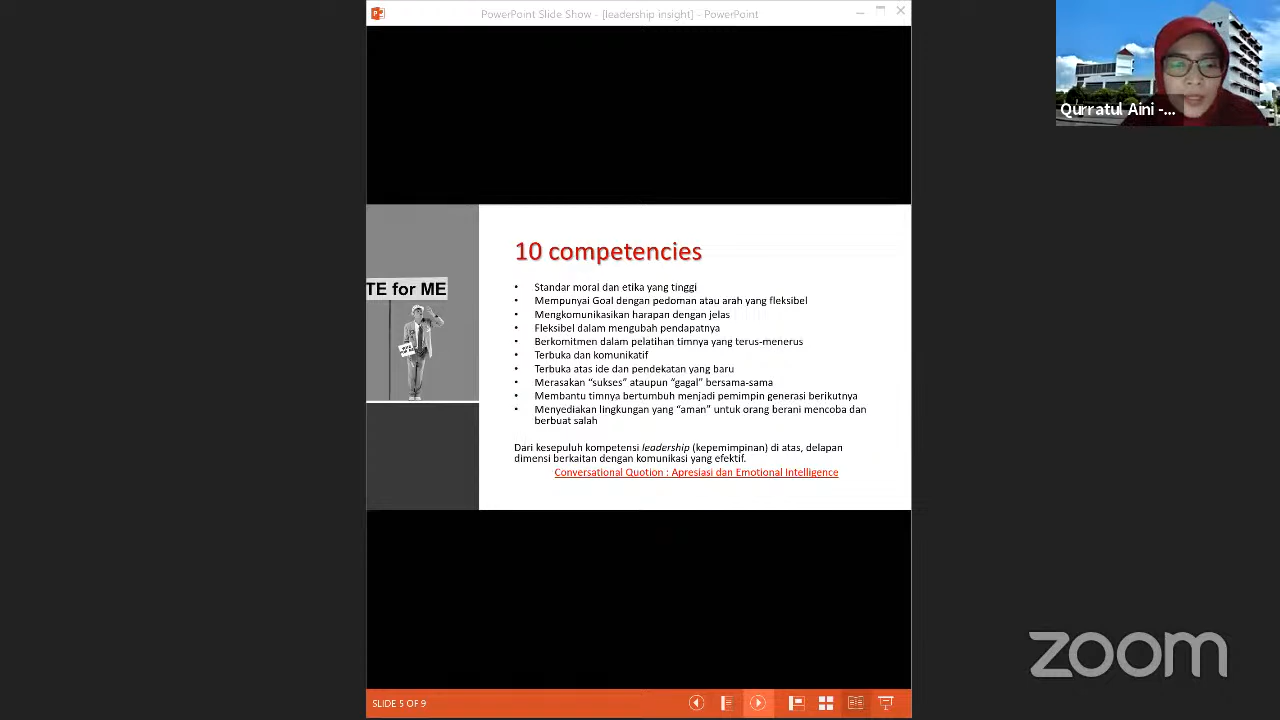 PowerPoint Slide Show - [leadership insight] - PowerPoint
Qurratul Aini -...
TE for ME
10 competencies
• Standar moral dan etika yang tinggi
• Mempunyai Goal dengan pedoman atau arah yang fleksibel
• Mengkomunikasikan harapan dengan jelas
• Fleksibel dalam mengubah pendapatnya
• Berkomitmen dalam pelatihan timnya yang terus-menerus
• Terbuka dan komunikatif
• Terbuka atas ide dan pendekatan yang baru
• Merasakan “sukses” ataupun “gagal” bersama-sama
• Membantu timnya bertumbuh menjadi pemimpin generasi berikutnya
• Menyediakan lingkungan yang “aman” untuk orang berani mencoba dan
berbuat salah
Dari kesepuluh kompetensi leadership (kepemimpinan) di atas, delapan
dimensi berkaitan dengan komunikasi yang efektif.
Conversational Quotion : Apresiasi dan Emotional Intelligence
zoom
SLIDE 5 OF 9